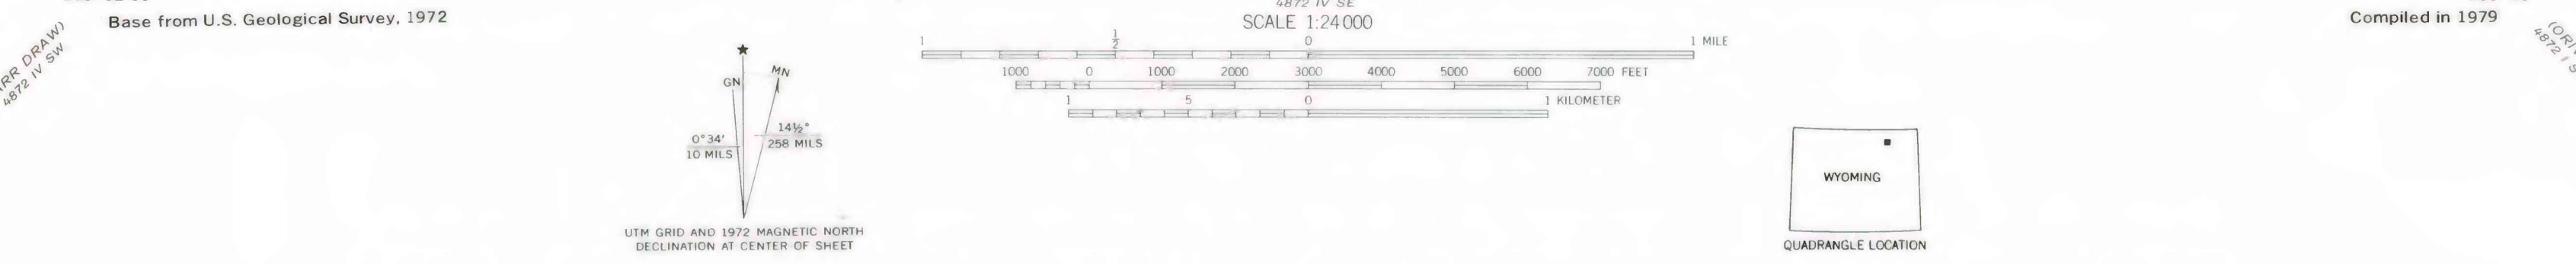 4872 IV SE
Base from U.S. Geological Survey, 1972
SCALE 1:24 000
Compiled in 1979
RR DRAW)
4872 IV SW
(ORI
4872 I S
1 ½ 0 1 MILE
1000 0 1000 2000 3000 4000 5000 6000 7000 FEET
1 5 0 1 KILOMETER
★
GN
MN
0°34'
10 MILS
14½°
258 MILS
UTM GRID AND 1972 MAGNETIC NORTH
DECLINATION AT CENTER OF SHEET
WYOMING
QUADRANGLE LOCATION